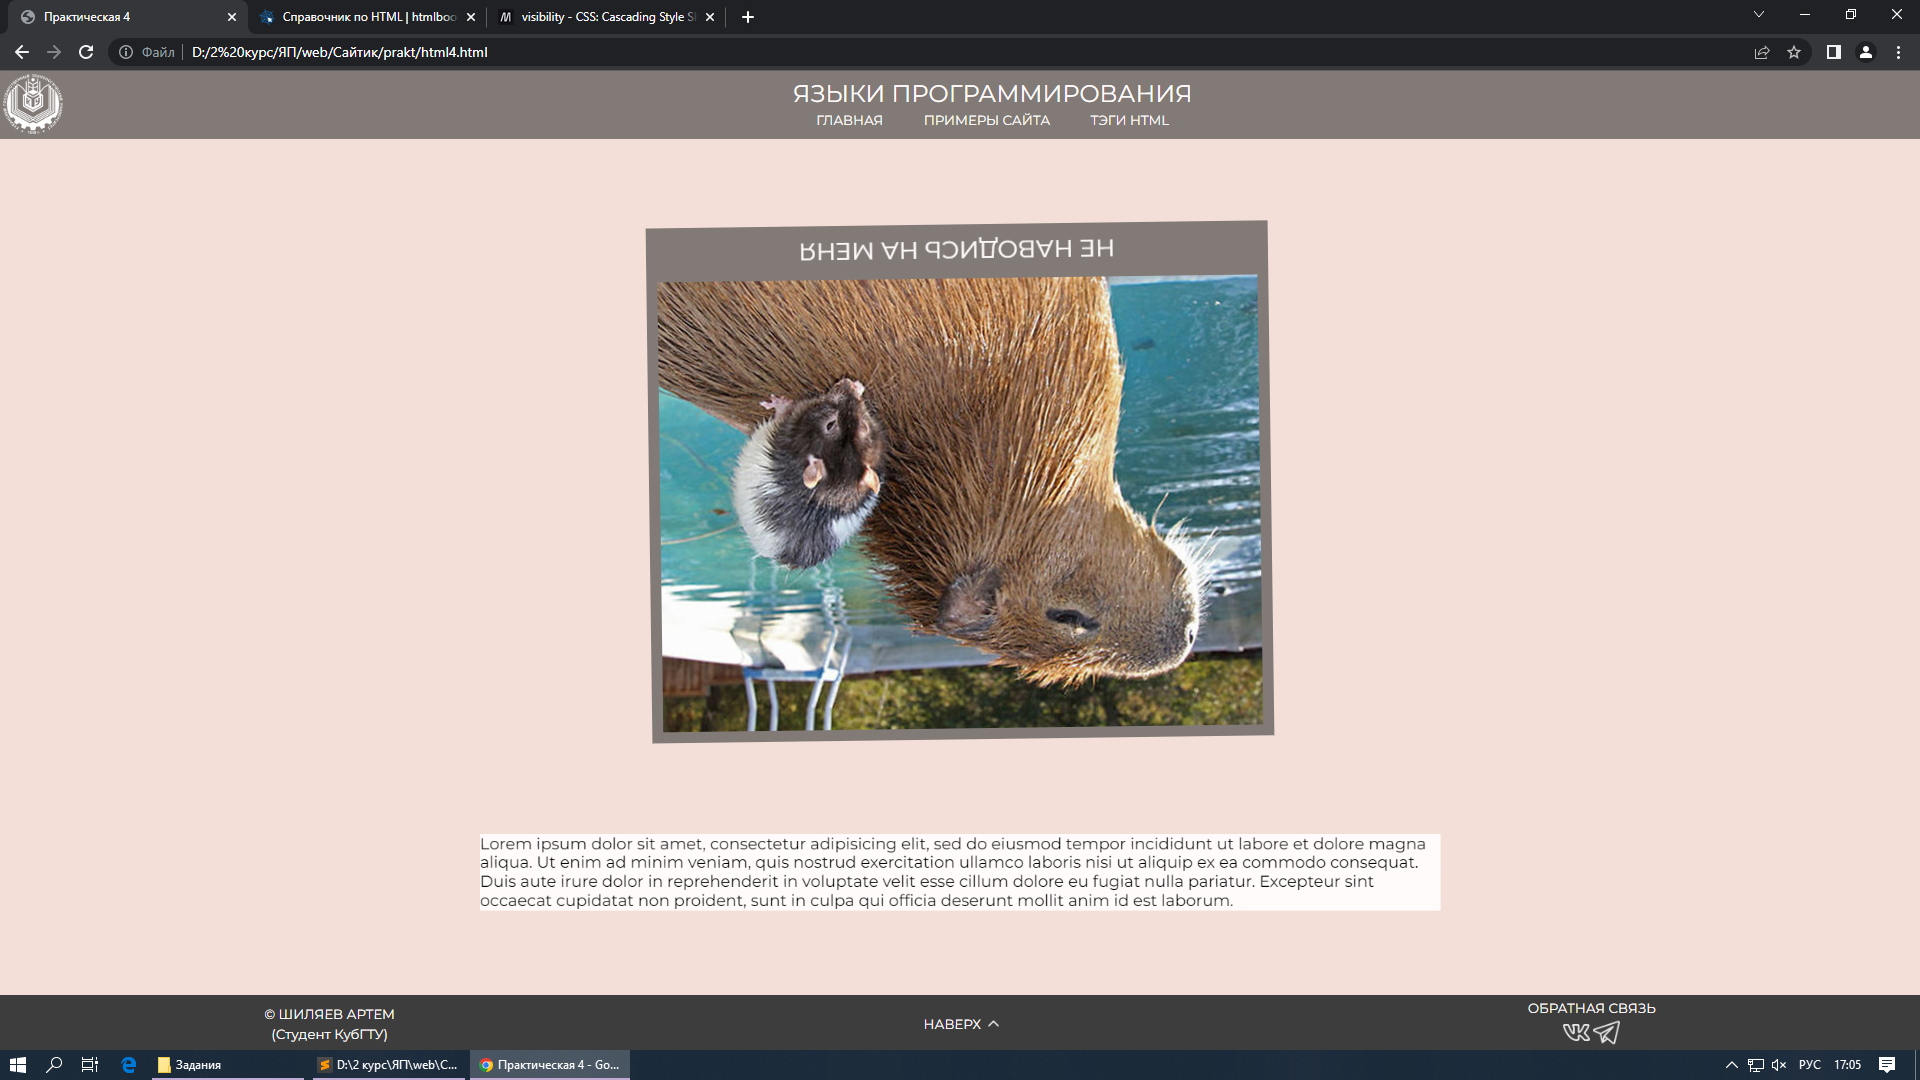 Практическая 4
Справочник по HTML | htmlboo
visibility - CSS: Cascading Style S
Файл
D:/2%20курс/ЯП/web/Сайтик/prakt/html4.html
ЯЗЫКИ ПРОГРАММИРОВАНИЯ
ГЛАВНАЯ ПРИМЕРЫ САЙТА ТЭГИ HTML
НЕ НАВОДИСЬ НА МЕНЯ
Lorem ipsum dolor sit amet, consectetur adipisicing elit, sed do eiusmod tempor incididunt ut labore et dolore magna
aliqua. Ut enim ad minim veniam, quis nostrud exercitation ullamco laboris nisi ut aliquip ex ea commodo consequat.
Duis aute irure dolor in reprehenderit in voluptate velit esse cillum dolore eu fugiat nulla pariatur. Excepteur sint
occaecat cupidatat non proident, sunt in culpa qui officia deserunt mollit anim id est laborum.
© ШИЛЯЕВ АРТЕМ
(Студент КубГТУ)
НАВЕРХ
ОБРАТНАЯ СВЯЗЬ
Задания
D:\2 курс\ЯП\web\С...
Практическая 4 - Go...
РУС
17:05